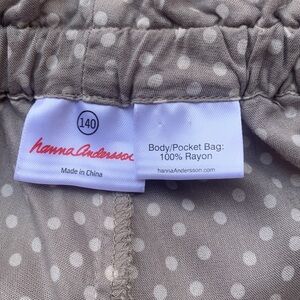 140
hanna Andersson
Made in China
Body/Pocket Bag:
100% Rayon
hannaAndersson.com